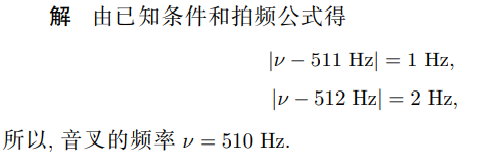 解 由已知条件和拍频公式得
|ν − 511 Hz| = 1 Hz,
|ν − 512 Hz| = 2 Hz,
所以, 音叉的频率 ν = 510 Hz.